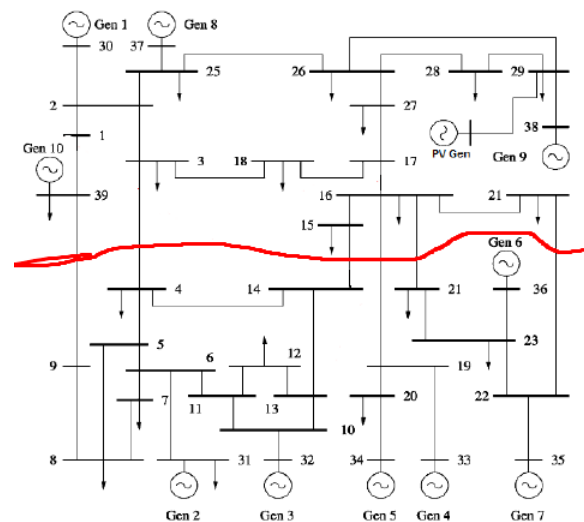 Gen 1 Gen 8
30 37
25 26 28 29
2 27
1 38
PV Gen
Gen 9
Gen 10 3 18 17
39 16 21
15
Gen 6
4 14 21 36
5 12 23
9 6 19
7 11 13 20 22
10
8 31 32 34 33 35
Gen 2 Gen 3 Gen 5 Gen 4 Gen 7